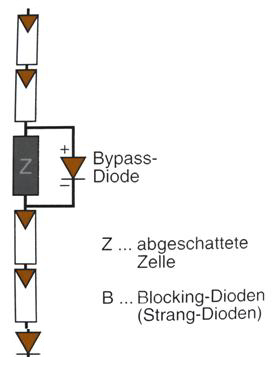 Z
+
−
Bypass-
Diode
Z ... abgeschattete
Zelle
B ... Blocking-Dioden
(Strang-Dioden)